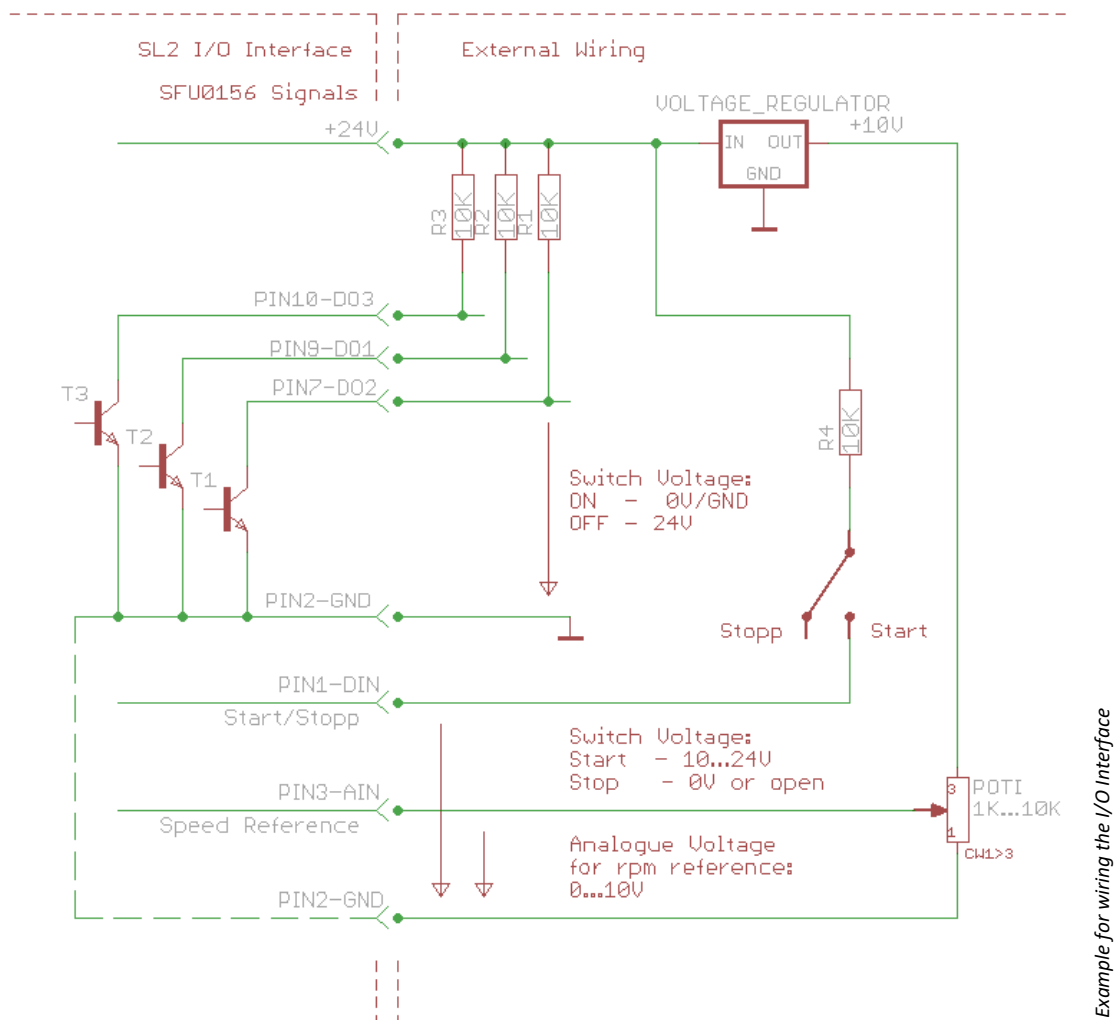 SL2 I/O Interface
SFU0156 Signals
External Wiring
VOLTAGE_REGULATOR
+24V
+10V
IN OUT
GND
R3
10K
R2
10K
R1
10K
PIN10-DO3
PIN9-DO1
PIN7-DO2
T3
T2
T1
R4
10K
Switch Voltage:
ON - 0V/GND
OFF - 24V
PIN2-GND
Stopp
Start
PIN1-DIN
Start/Stopp
Switch Voltage:
Start - 10...24V
Stop - 0V or open
PIN3-AIN
Speed Reference
3
POTI
1K...10K
1
CW1>3
Analogue Voltage
for rpm reference:
0...10V
PIN2-GND
Example for wiring the I/O Interface